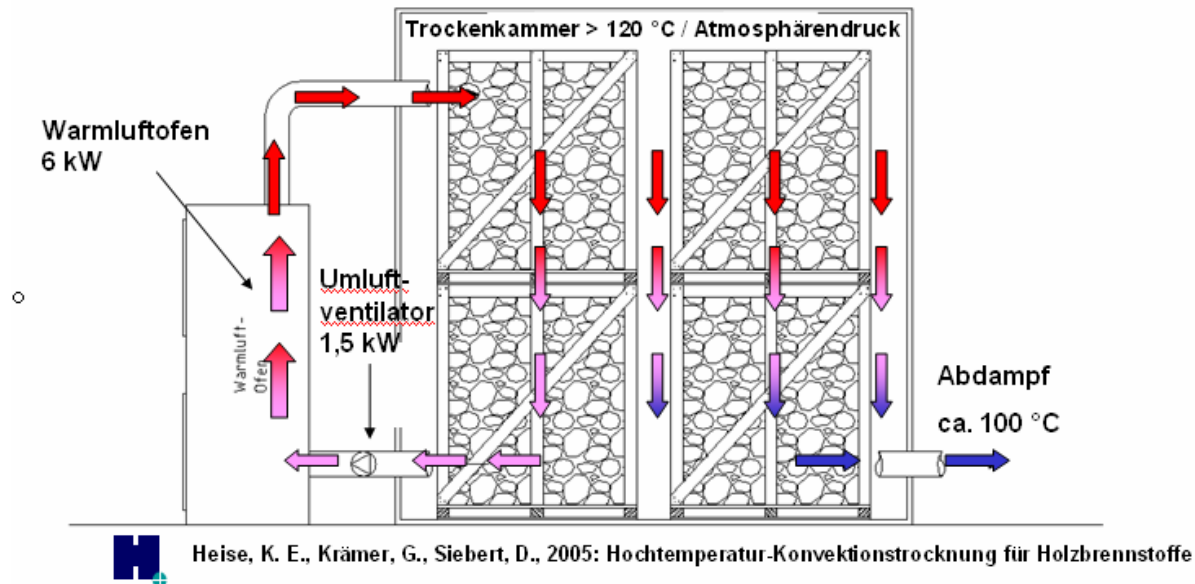 Trockenkammer > 120 °C / Atmosphärendruck
Warmluftofen
6 kW
Umluft-
ventilator
1,5 kW
Warmluft-
Ofen
Abdampf
ca. 100 °C
H
Heise, K. E., Krämer, G., Siebert, D., 2005: Hochtemperatur-Konvektionstrocknung für Holzbrennstoffe